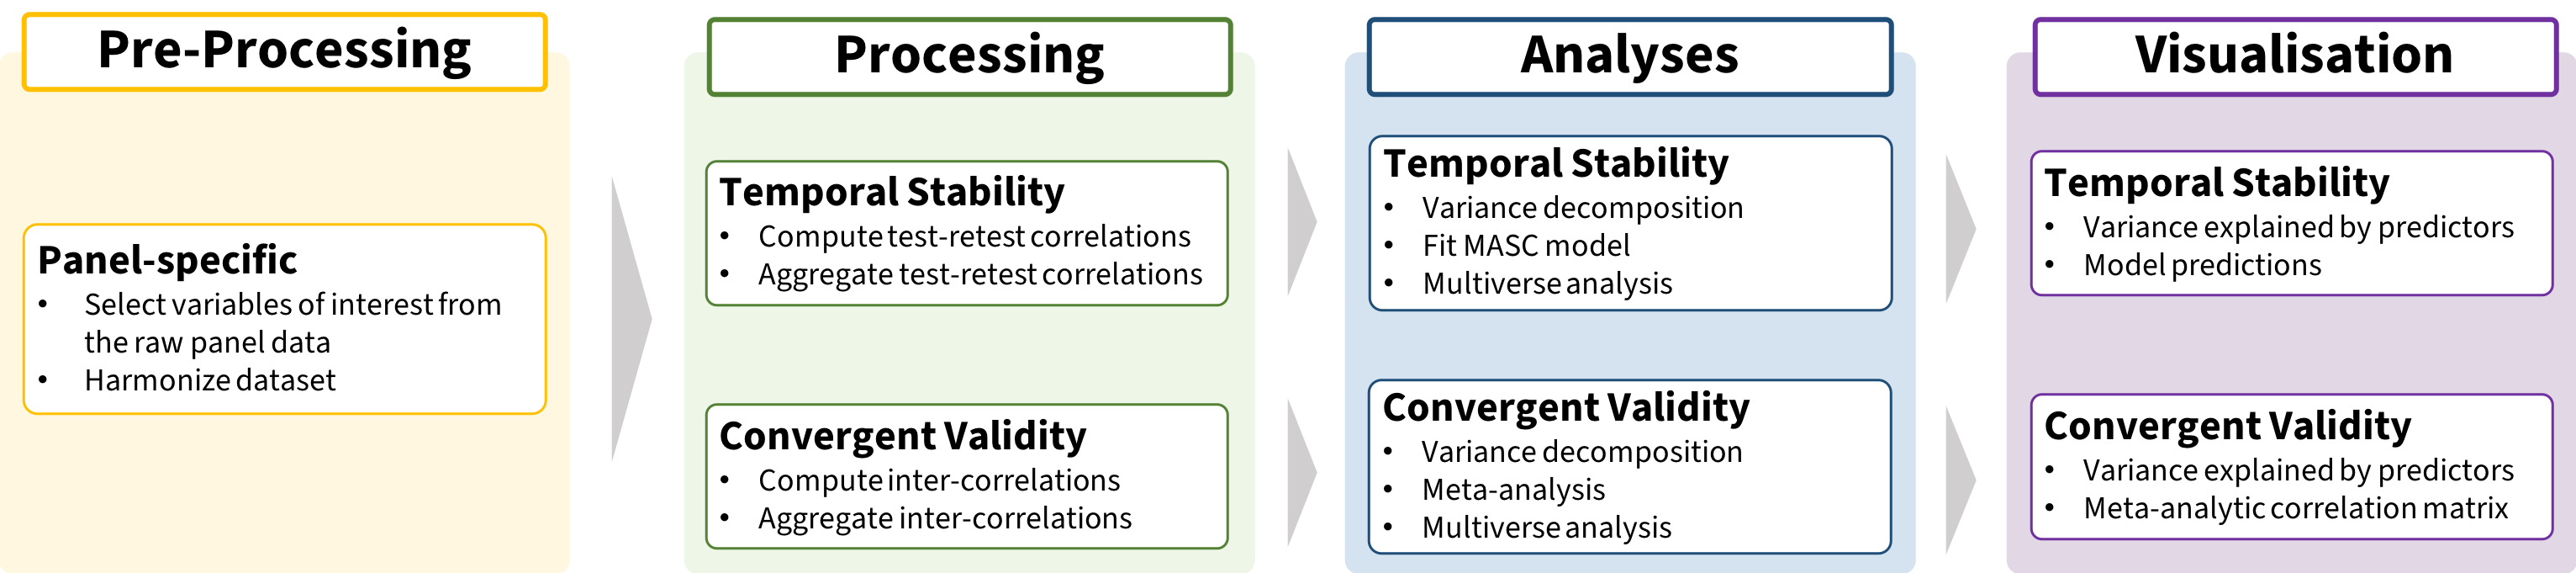 Pre-Processing
Panel-specific
• Select variables of interest from
the raw panel data
• Harmonize dataset
Processing
Temporal Stability
• Compute test-retest correlations
• Aggregate test-retest correlations
Convergent Validity
• Compute inter-correlations
• Aggregate inter-correlations
Analyses
Temporal Stability
• Variance decomposition
• Fit MASC model
• Multiverse analysis
Convergent Validity
• Variance decomposition
• Meta-analysis
• Multiverse analysis
Visualisation
Temporal Stability
• Variance explained by predictors
• Model predictions
Convergent Validity
• Variance explained by predictors
• Meta-analytic correlation matrix